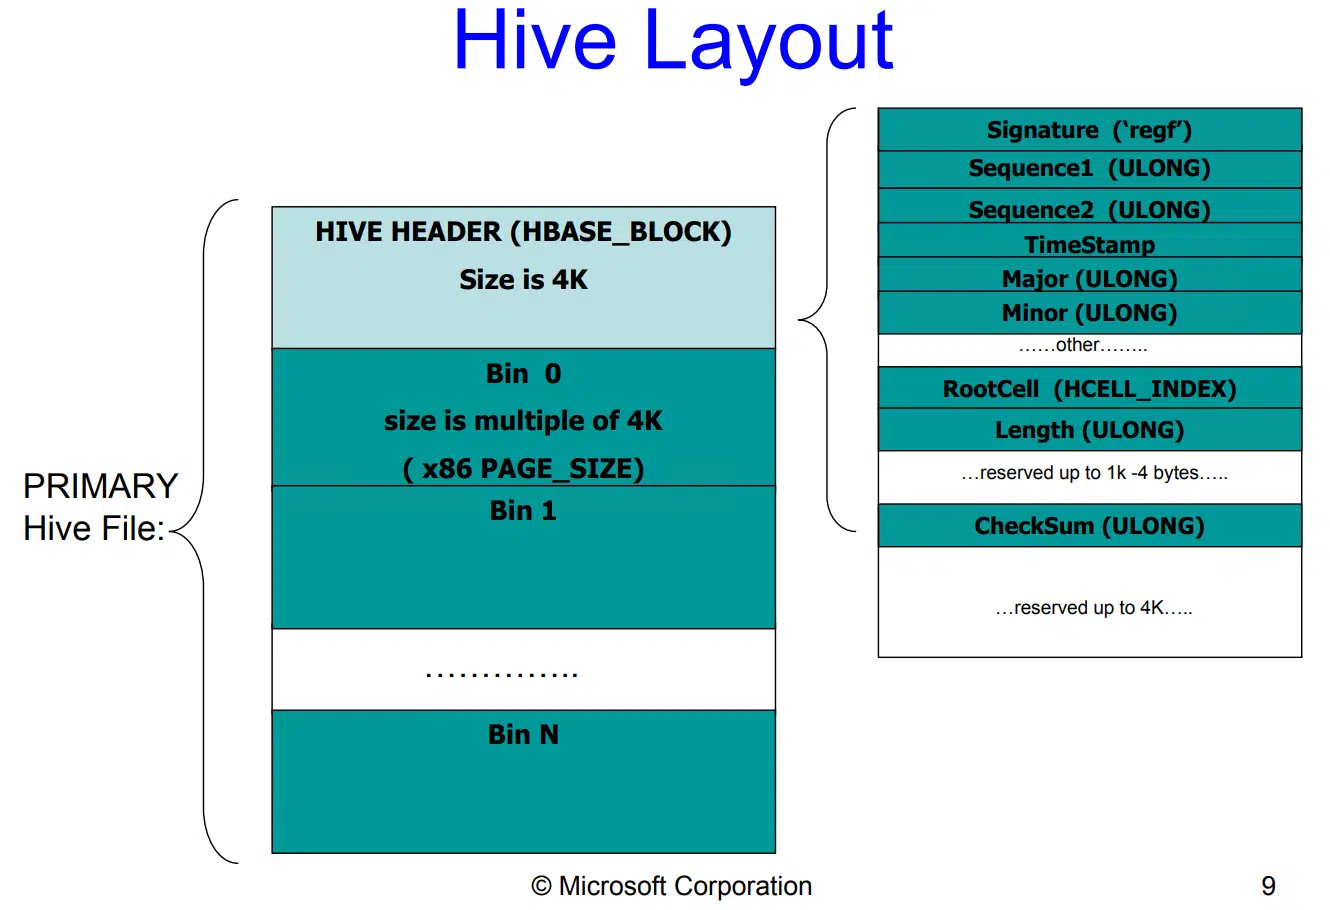 Hive Layout
PRIMARY
Hive File:
HIVE HEADER (HBASE_BLOCK)
Size is 4K
Bin 0
size is multiple of 4K
( x86 PAGE_SIZE)
Bin 1
…………..
Bin N
Signature (‘regf’)
Sequence1 (ULONG)
Sequence2 (ULONG)
TimeStamp
Major (ULONG)
Minor (ULONG)
……other……..
RootCell (HCELL_INDEX)
Length (ULONG)
…reserved up to 1k -4 bytes…..
CheckSum (ULONG)
…reserved up to 4K…..
© Microsoft Corporation
9